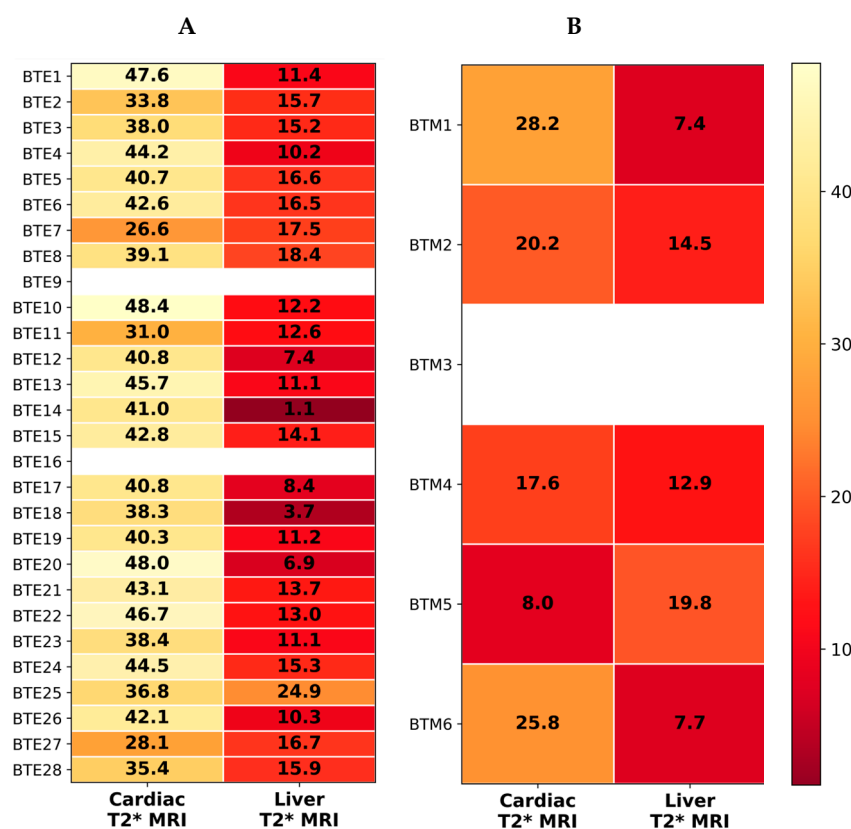 A
BTE1 47.6 11.4
BTE2 33.8 15.7
BTE3 38.0 15.2
BTE4 44.2 10.2
BTE5 40.7 16.6
BTE6 42.6 16.5
BTE7 26.6 17.5
BTE8 39.1 18.4
BTE9
BTE10 48.4 12.2
BTE11 31.0 12.6
BTE12 40.8 7.4
BTE13 45.7 11.1
BTE14 41.0 1.1
BTE15 42.8 14.1
BTE16
BTE17 40.8 8.4
BTE18 38.3 3.7
BTE19 40.3 11.2
BTE20 48.0 6.9
BTE21 43.1 13.7
BTE22 46.7 13.0
BTE23 38.4 11.1
BTE24 44.5 15.3
BTE25 36.8 24.9
BTE26 42.1 10.3
BTE27 28.1 16.7
BTE28 35.4 15.9
Cardiac Liver
T2* MRI T2* MRI
B
BTM1 28.2 7.4
BTM2 20.2 14.5
BTM3
BTM4 17.6 12.9
BTM5 8.0 19.8
BTM6 25.8 7.7
Cardiac Liver
T2* MRI T2* MRI
40
30
20
10